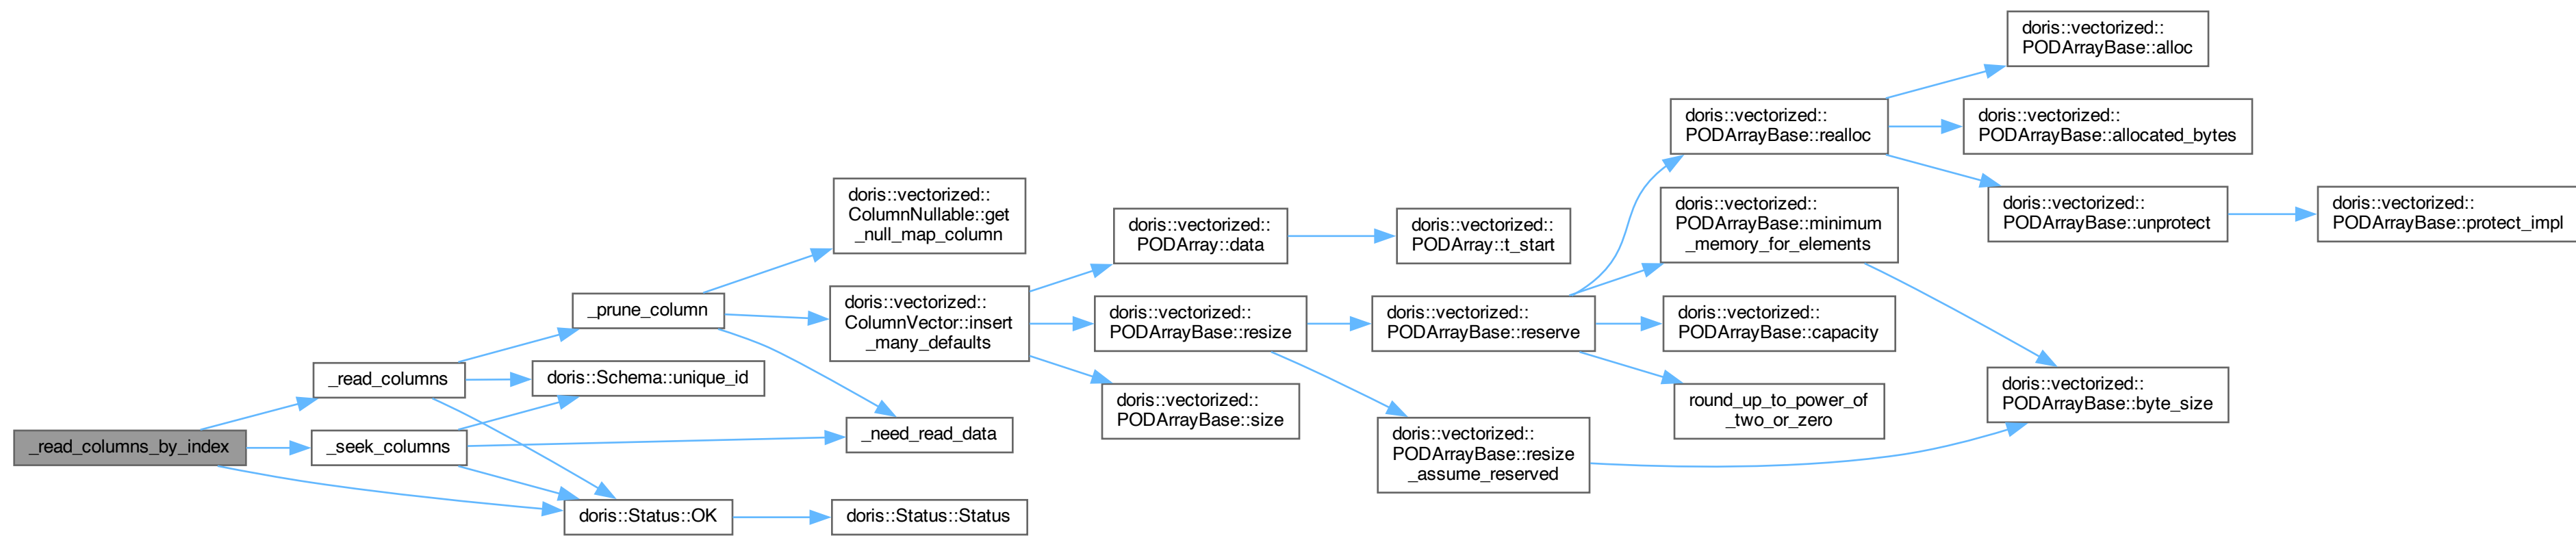 _read_columns_by_index
_read_columns
_seek_columns
_prune_column
doris::Schema::unique_id
doris::Status::OK
doris::vectorized::
ColumnNullable::get
_null_map_column
doris::vectorized::
ColumnVector::insert
_many_defaults
_need_read_data
doris::Status::Status
doris::vectorized::
PODArray::data
doris::vectorized::
PODArrayBase::resize
doris::vectorized::
PODArrayBase::size
doris::vectorized::
PODArray::t_start
doris::vectorized::
PODArrayBase::reserve
doris::vectorized::
PODArrayBase::resize
_assume_reserved
doris::vectorized::
PODArrayBase::realloc
doris::vectorized::
PODArrayBase::minimum
_memory_for_elements
doris::vectorized::
PODArrayBase::capacity
round_up_to_power_of
_two_or_zero
doris::vectorized::
PODArrayBase::alloc
doris::vectorized::
PODArrayBase::allocated_bytes
doris::vectorized::
PODArrayBase::unprotect
doris::vectorized::
PODArrayBase::byte_size
doris::vectorized::
PODArrayBase::protect_impl